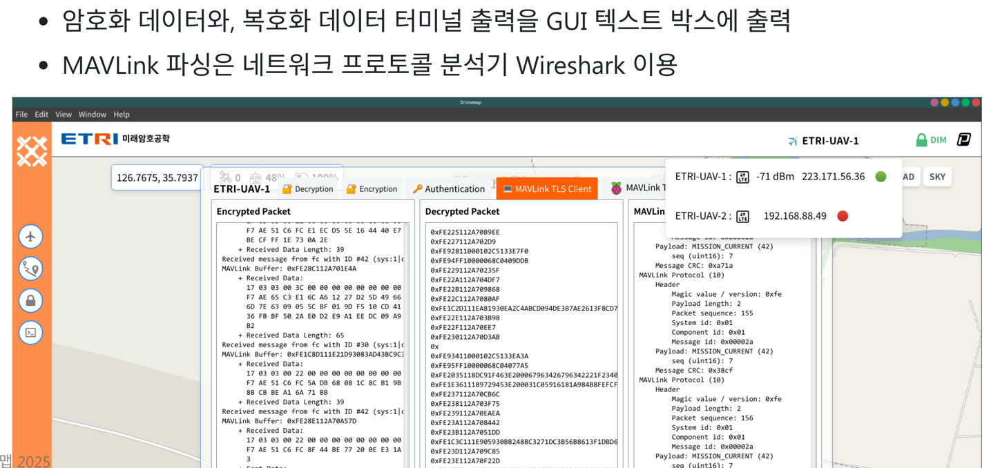 • 암호화 데이터와, 복호화 데이터 터미널 출력을 GUI 텍스트 박스에 출력
• MAVLink 파싱은 네트워크 프로토콜 분석기 Wireshark 이용
Dronemap
File Edit View Window Help
ETRI 미래암호공학
ETRI-UAV-1
DIM
126.7675, 35.7937
0 48% 100%
ETRI-UAV-1 : LTE -71 dBm 223.171.56.36
ETRI-UAV-2 : LTE 192.168.88.49
AD SKY
ETRI-UAV-1 Decryption Encryption Authentication MAVLink TLS Client MAVLink T
Encrypted Packet
F7 AE 51 C6 FC E1 EC D5 5E 16 44 40 E7
BE CF FF 1E 73 0A 2E
+ Received Data Length: 39
Received message from fc with ID #42 (sys:1|c
MAVLink Buffer: 0xFE28C112A701E4A
+ Received Data:
17 03 03 00 3C 00 00 00 00 00 00 00 00
F7 AE 65 C3 E1 6C A6 12 27 D2 5D 49 66
6D 7E 63 09 05 5C BF 01 9D F5 10 CD 41
36 FB BF 50 2A E0 D2 E9 A1 EE DC 09 A9
B2
+ Received Data Length: 65
Received message from fc with ID #30 (sys:1|c
MAVLink Buffer: 0xFE1C8D111E21D93083AD43BC9C3
+ Received Data:
17 03 03 00 22 00 00 00 00 00 00 00 00
F7 AE 51 C6 FC 5A DB 68 08 1C 8C B1 9B
8B CB BE A1 6A 71 BB
+ Received Data Length: 39
Received message from fc with ID #42 (sys:1|c
MAVLink Buffer: 0xFE28E112A70A57D
+ Received Data:
17 03 03 00 22 00 00 00 00 00 00 00 00
F7 AE 51 C6 FC 8F 44 BE 77 20 0E E3 1A
3
Decrypted Packet
0xFE225112A70B9EE
0xFE227112A702D9
0xFE92811000102C5133E7F0
0xFE94FF10000068C0409DDB
0xFE229112A70235F
0xFE22A112A704DF7
0xFE22B112A709868
0xFE22C112A7080AF
0xFE1C2D111EA81930EA2C4ABCD094DE3B7AE2613F8CD7
0xFE22E112A703B98
0xFE22F112A70EE7
0xFE230112A70D3AB
0x
0xFE93411000102C5133EA3A
0xFE95FF10000068C04077A5
0xFE2035118DC91F463E200067963426796342221F2340
0xFE1E3611189729453E200031C05916181A984B8FEFCF
0xFE237112A70CB6C
0xFE238112A703F75
0xFE239112A70EAEA
0xFE23A112A708442
0xFE23B112A7051DD
0xFE1C3C111E905930BB248BC3271DC3B56B8613F1DBD6
0xFE23D112A709C85
0xFE23E112A70F22D
MAVLin
Payload: MISSION_CURRENT (42)
seq (uint16): 7
Message CRC: 0xa71a
MAVLink Protocol (10)
Header
Magic value / version: 0xfe
Payload length: 2
Packet sequence: 155
System id: 0x01
Component id: 0x01
Message id: 0x00002a
Payload: MISSION_CURRENT (42)
seq (uint16): 7
Message CRC: 0x38cf
MAVLink Protocol (10)
Header
Magic value / version: 0xfe
Payload length: 2
Packet sequence: 156
System id: 0x01
Component id: 0x01
Message id: 0x00002a
Payload: MISSION_CURRENT (42)
seq (uint16): 7
맵 2025